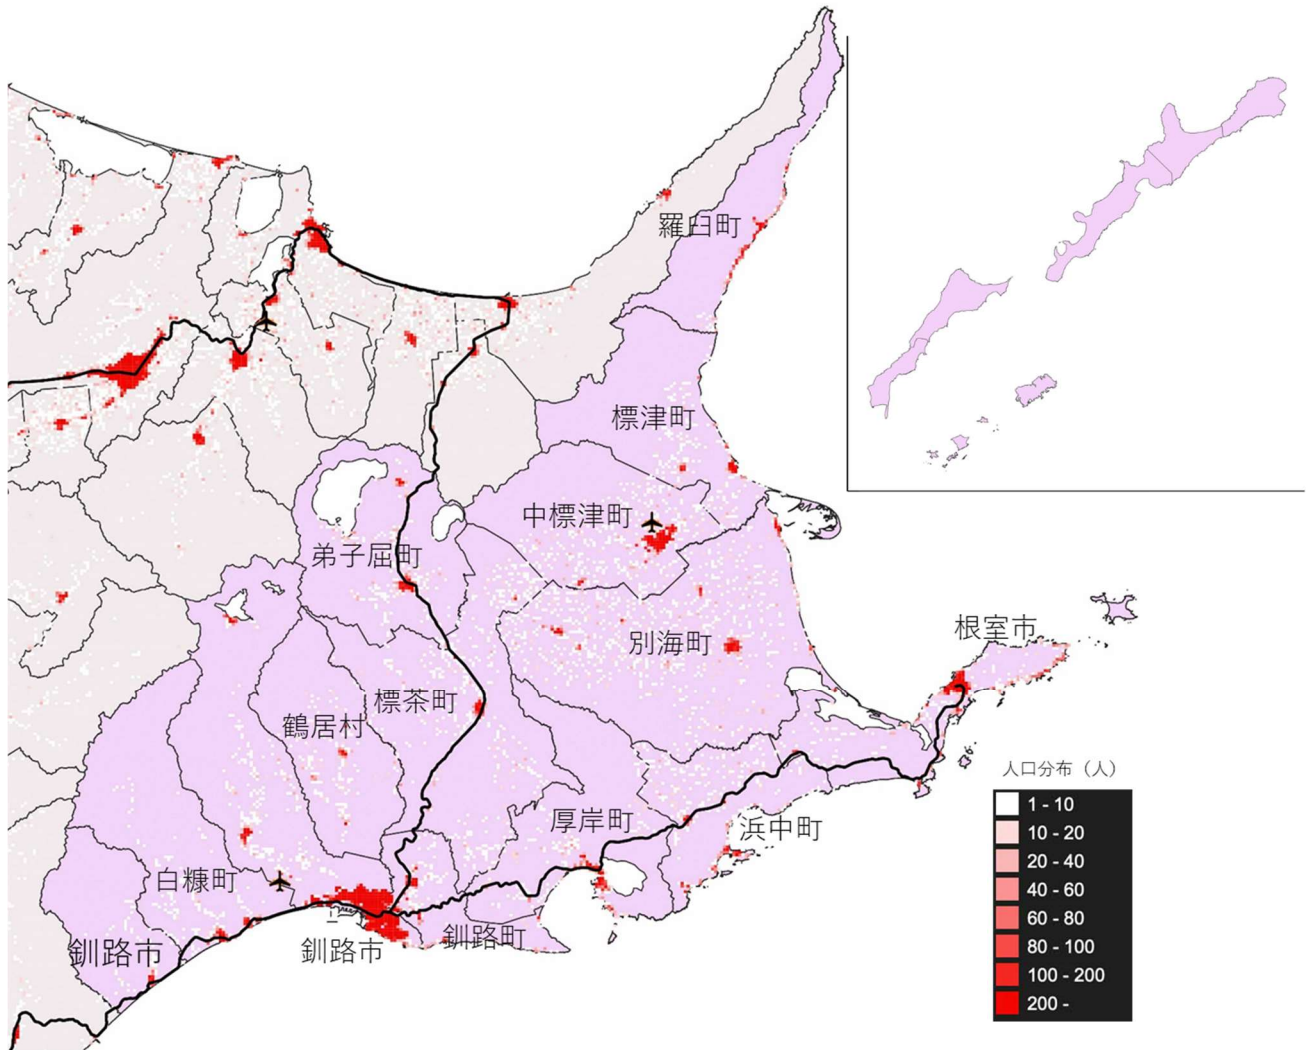 羅臼町
標津町
中標津町
弟子屈町
別海町
根室市
標茶町
鶴居村
人口分布（人）
1 - 10
10 - 20
20 - 40
40 - 60
60 - 80
80 - 100
100 - 200
200 -
厚岸町
浜中町
白糠町
釧路市
釧路市
釧路町